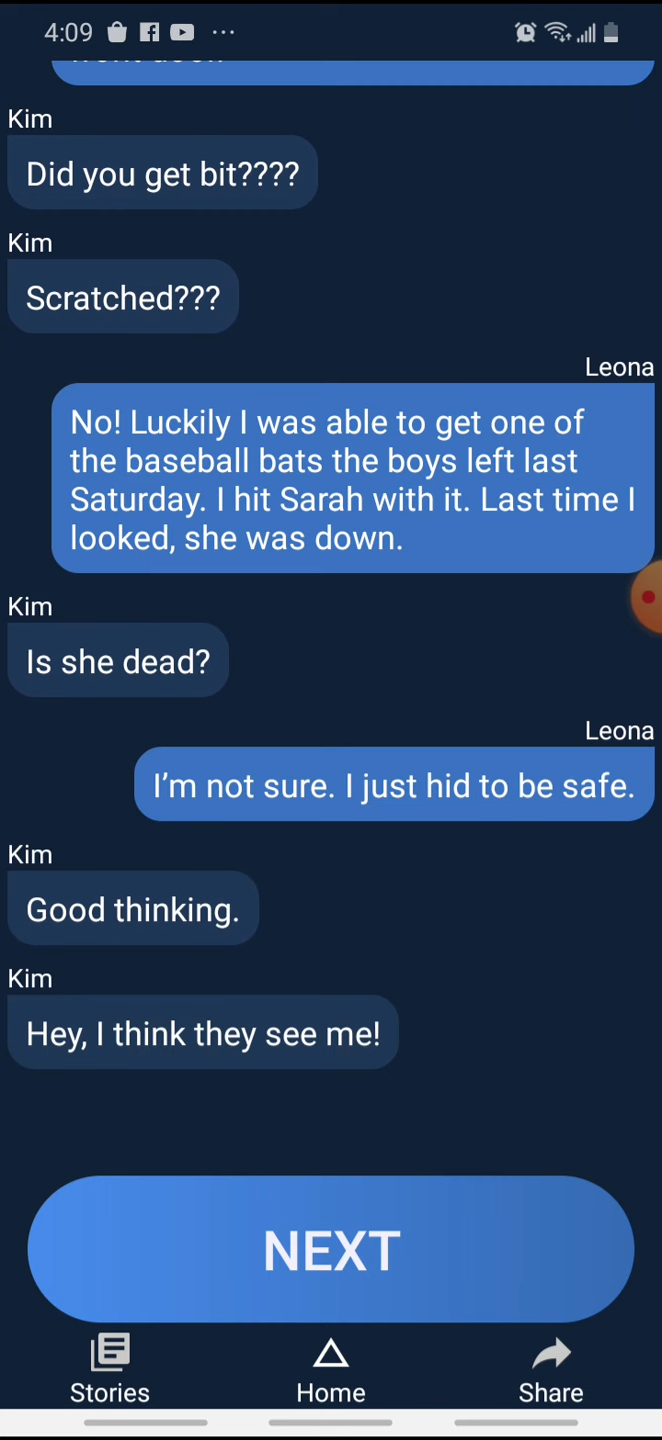 4:09
Kim
Did you get bit????
Kim
Scratched???
Leona
No! Luckily I was able to get one of
the baseball bats the boys left last
Saturday. I hit Sarah with it. Last time I
looked, she was down.
Kim
Is she dead?
Leona
I'm not sure. I just hid to be safe.
Kim
Good thinking.
Kim
Hey, I think they see me!
NEXT
Stories
Home
Share